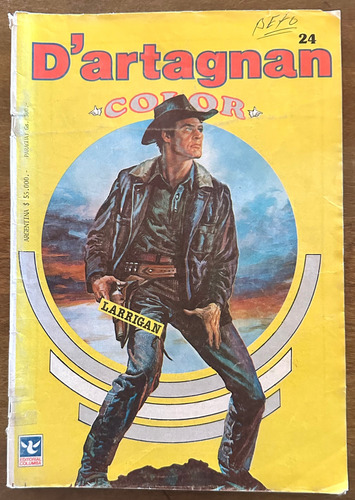 24
D'artagnan
COLOR
ARGENTINA $ 55.000.-
LARRIGAN
EDITORIAL
COLUMBA